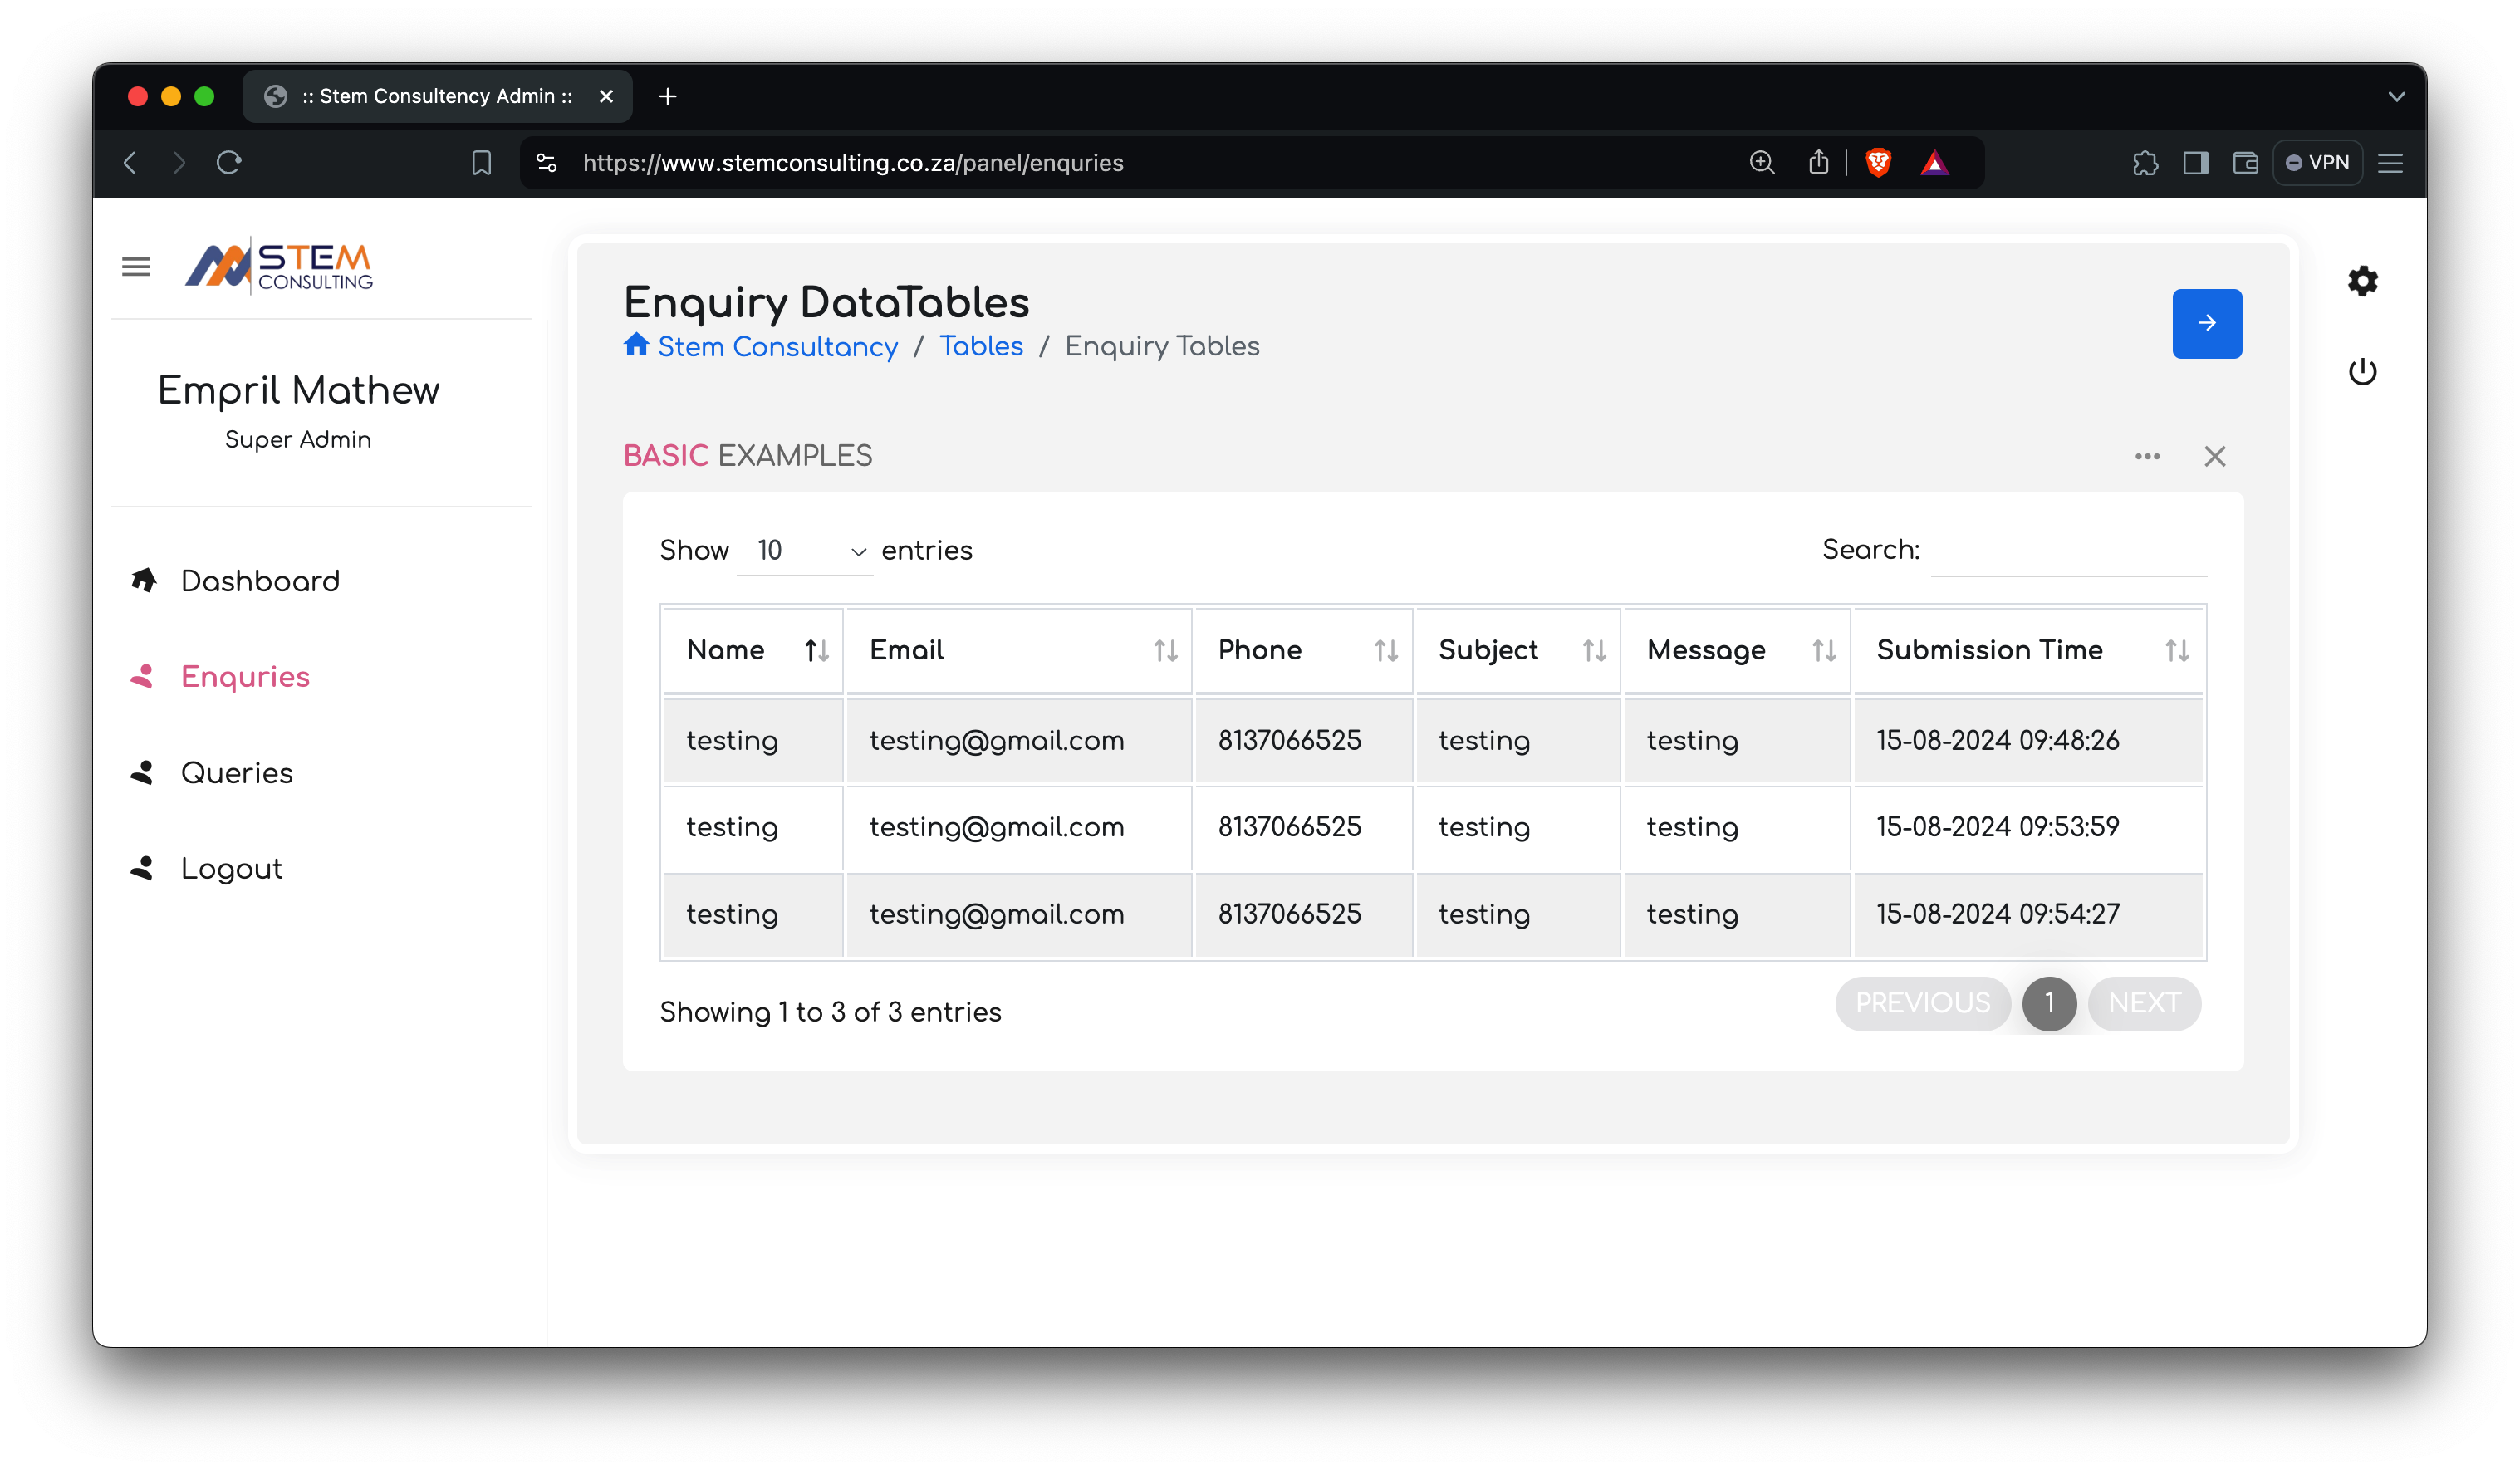 :: Stem Consultency Admin ::
https://www.stemconsulting.co.za/panel/enquries
VPN
STEM
CONSULTING
Empril Mathew
Super Admin
Dashboard
Enquries
Queries
Logout
Enquiry DataTables
Stem Consultancy / Tables / Enquiry Tables
BASIC EXAMPLES
Show 10 entries
Search:
Name Email Phone Subject Message Submission Time
testing testing@gmail.com 8137066525 testing testing 15-08-2024 09:48:26
testing testing@gmail.com 8137066525 testing testing 15-08-2024 09:53:59
testing testing@gmail.com 8137066525 testing testing 15-08-2024 09:54:27
Showing 1 to 3 of 3 entries
PREVIOUS 1 NEXT